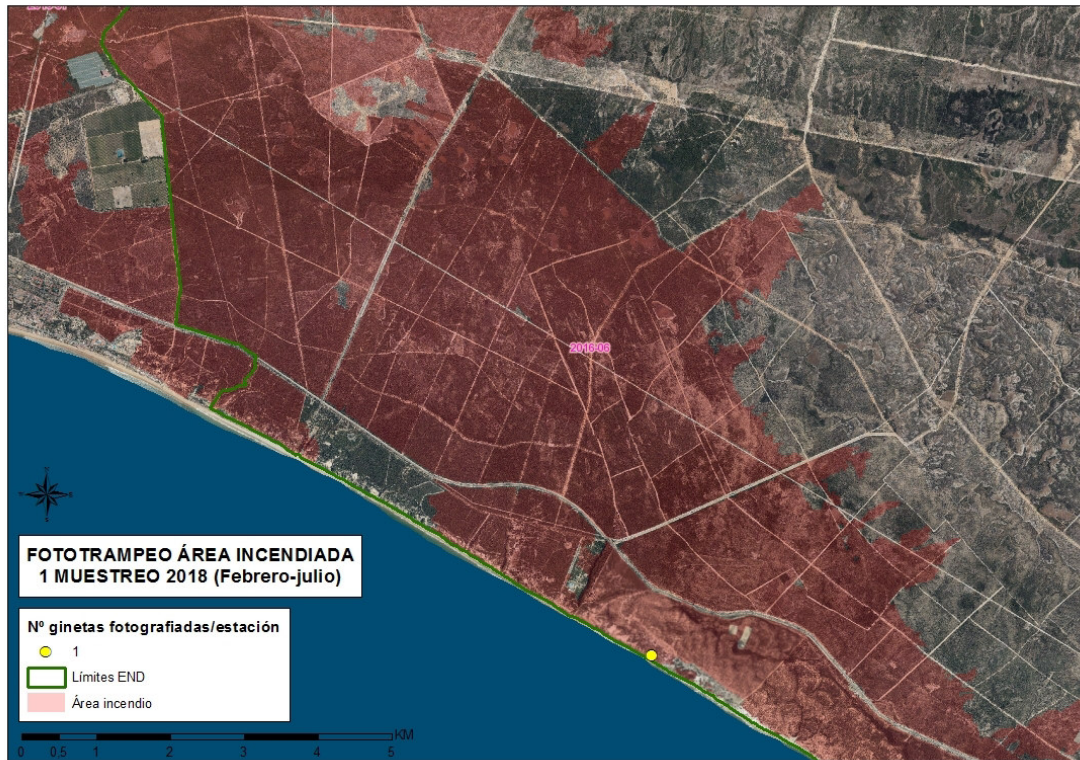 2016-06
FOTOTRAMPEO ÁREA INCENDIADA
1 MUESTREO 2018 (Febrero-julio)
Nº ginetas fotografiadas/estación
1
Límites END
Área incendio
KM
0 0.5 1 2 3 4 5